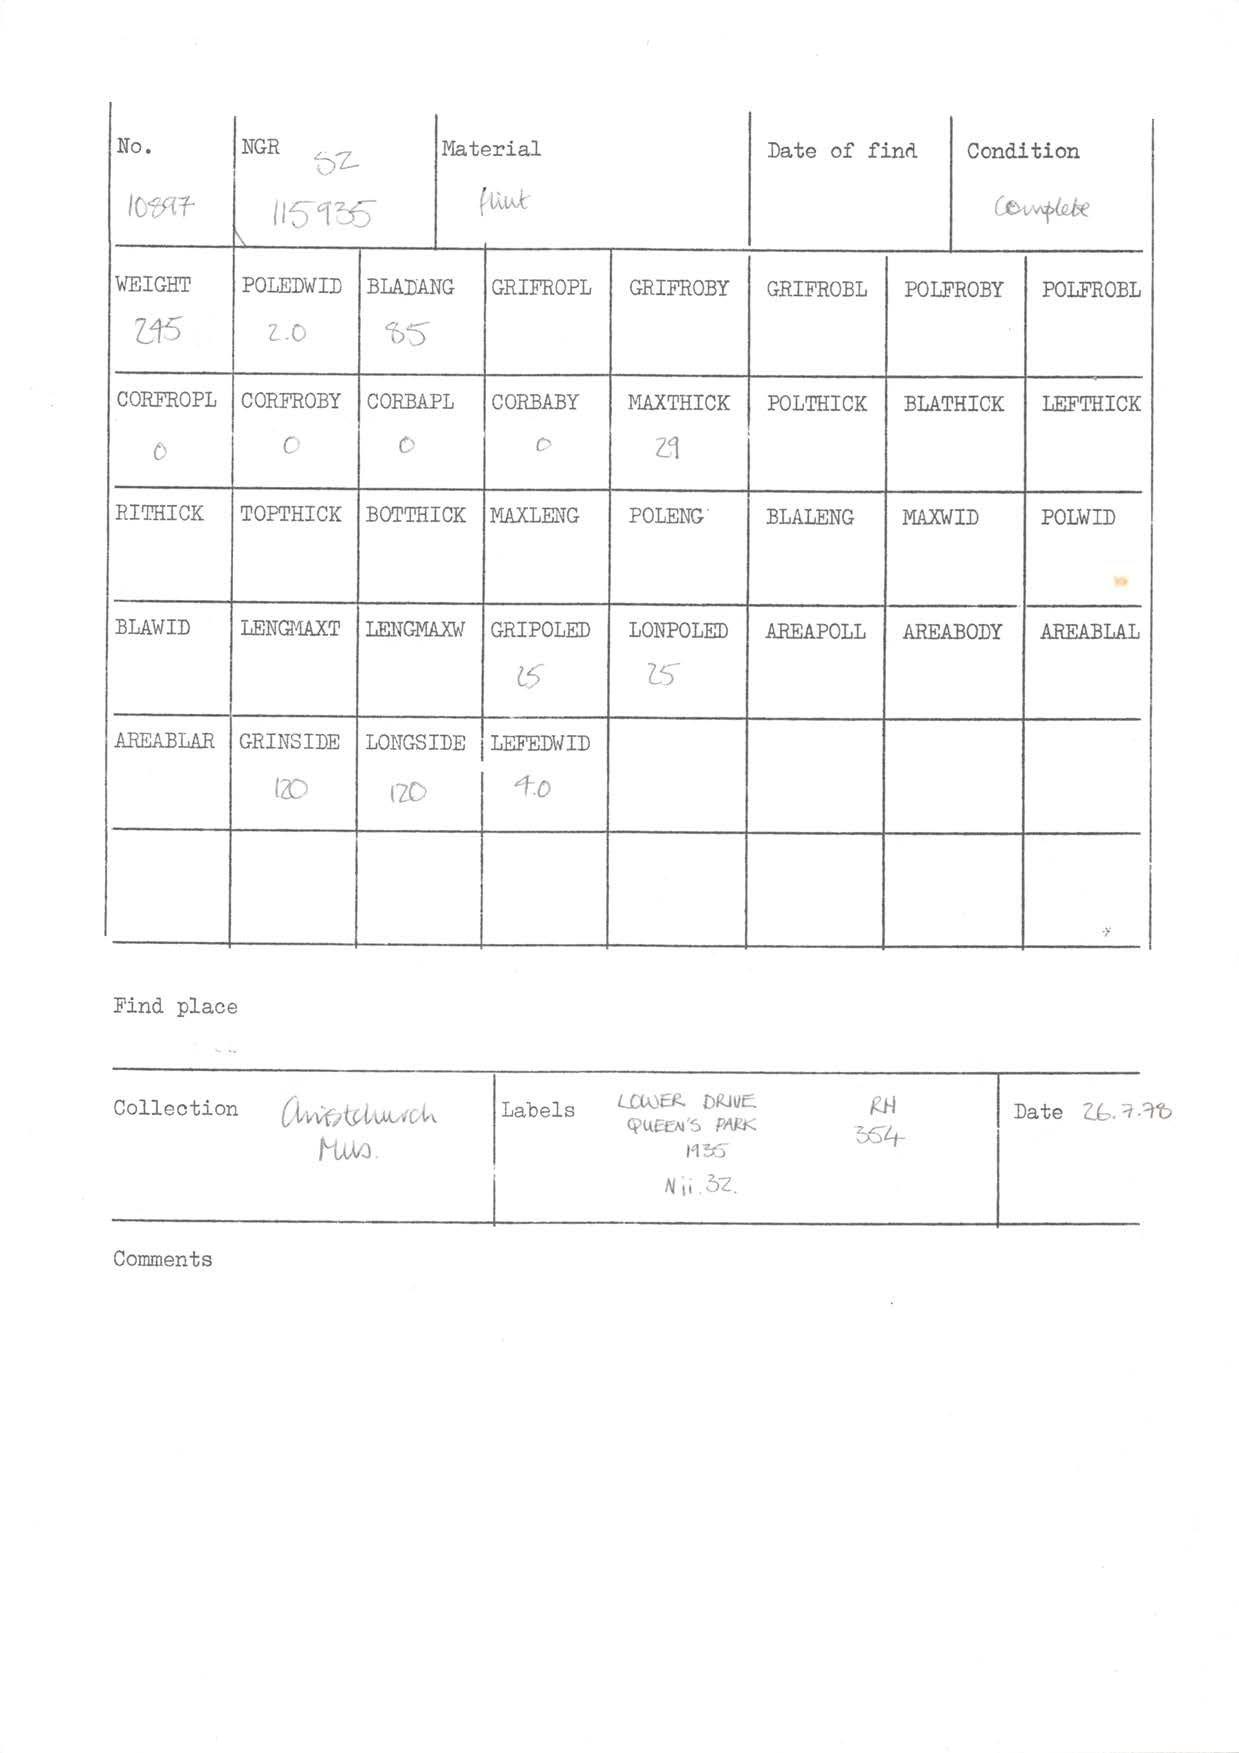 No. NGR Material Date of find Condition
SZ
10897 115935 flint Complete
WEIGHT POLEDWID BLADANG GRIFROPL GRIFROBY GRIFROBL POLFROBY POLFROBL
245 2.0 85
CORFROPL CORFROBY CORBAPL CORBABY MAXTHICK POLTHICK BLATHICK LEFTHICK
0 0 0 0 29
RITHICK TOPTHICK BOTTHICK MAXLENG POLENG BLALENG MAXWID POLWID
BLAWID LENGMAXT LENGMAXW GRIPOLED LONPOLED AREAPOLL AREABODY AREABLAL
25 25
AREABLAR GRINSIDE LONGSIDE LEFEDWID
120 120 4.0
Find place
Collection Christchurch Mus.
Labels LOWER DRIVE
QUEEN'S PARK
1935
N ii. 32.
RH
354
Date 26.7.78
Comments